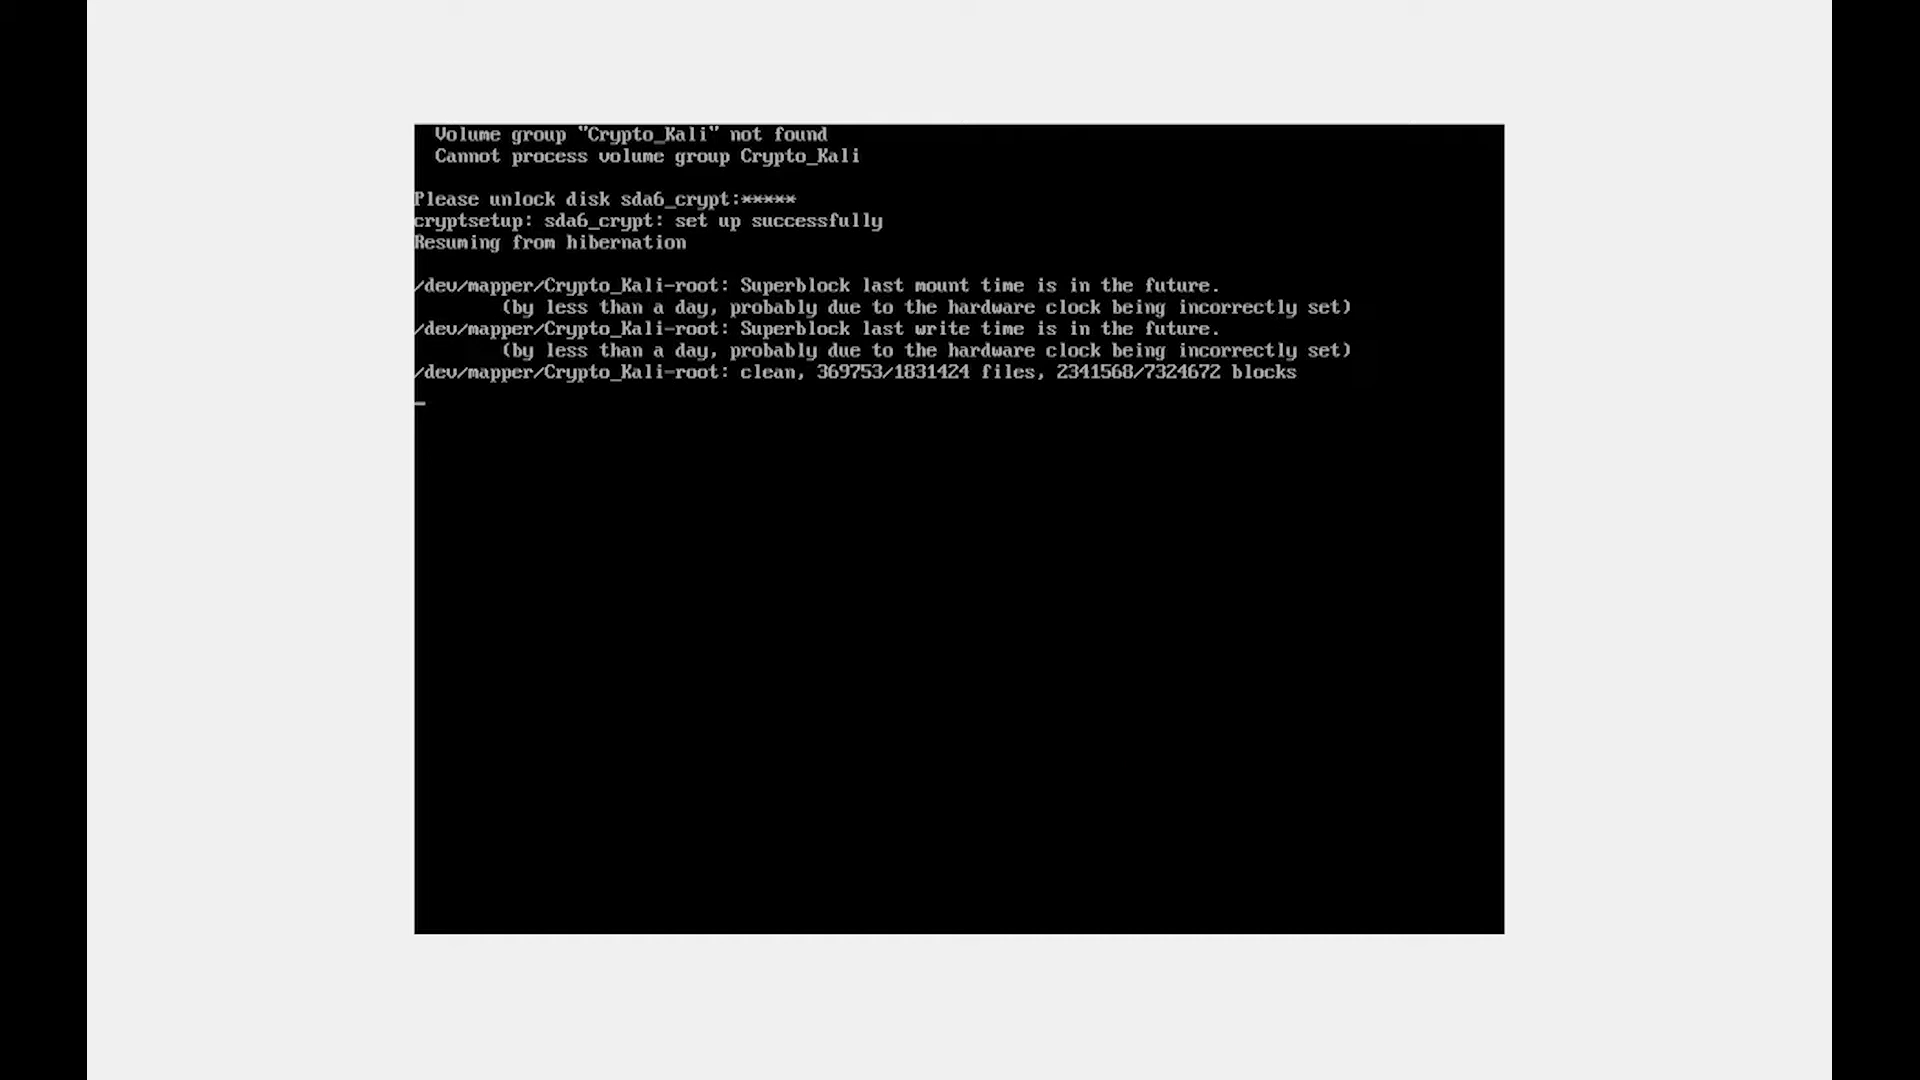 Volume group "Crypto_Kali" not found
Cannot process volume group Crypto_Kali
Please unlock disk sda6_crypt:*****
cryptsetup: sda6_crypt: set up successfully
Resuming from hibernation
/dev/mapper/Crypto_Kali-root: Superblock last mount time is in the future.
(by less than a day, probably due to the hardware clock being incorrectly set)
/dev/mapper/Crypto_Kali-root: Superblock last write time is in the future.
(by less than a day, probably due to the hardware clock being incorrectly set)
/dev/mapper/Crypto_Kali-root: clean, 369753/1831424 files, 2341568/7324672 blocks